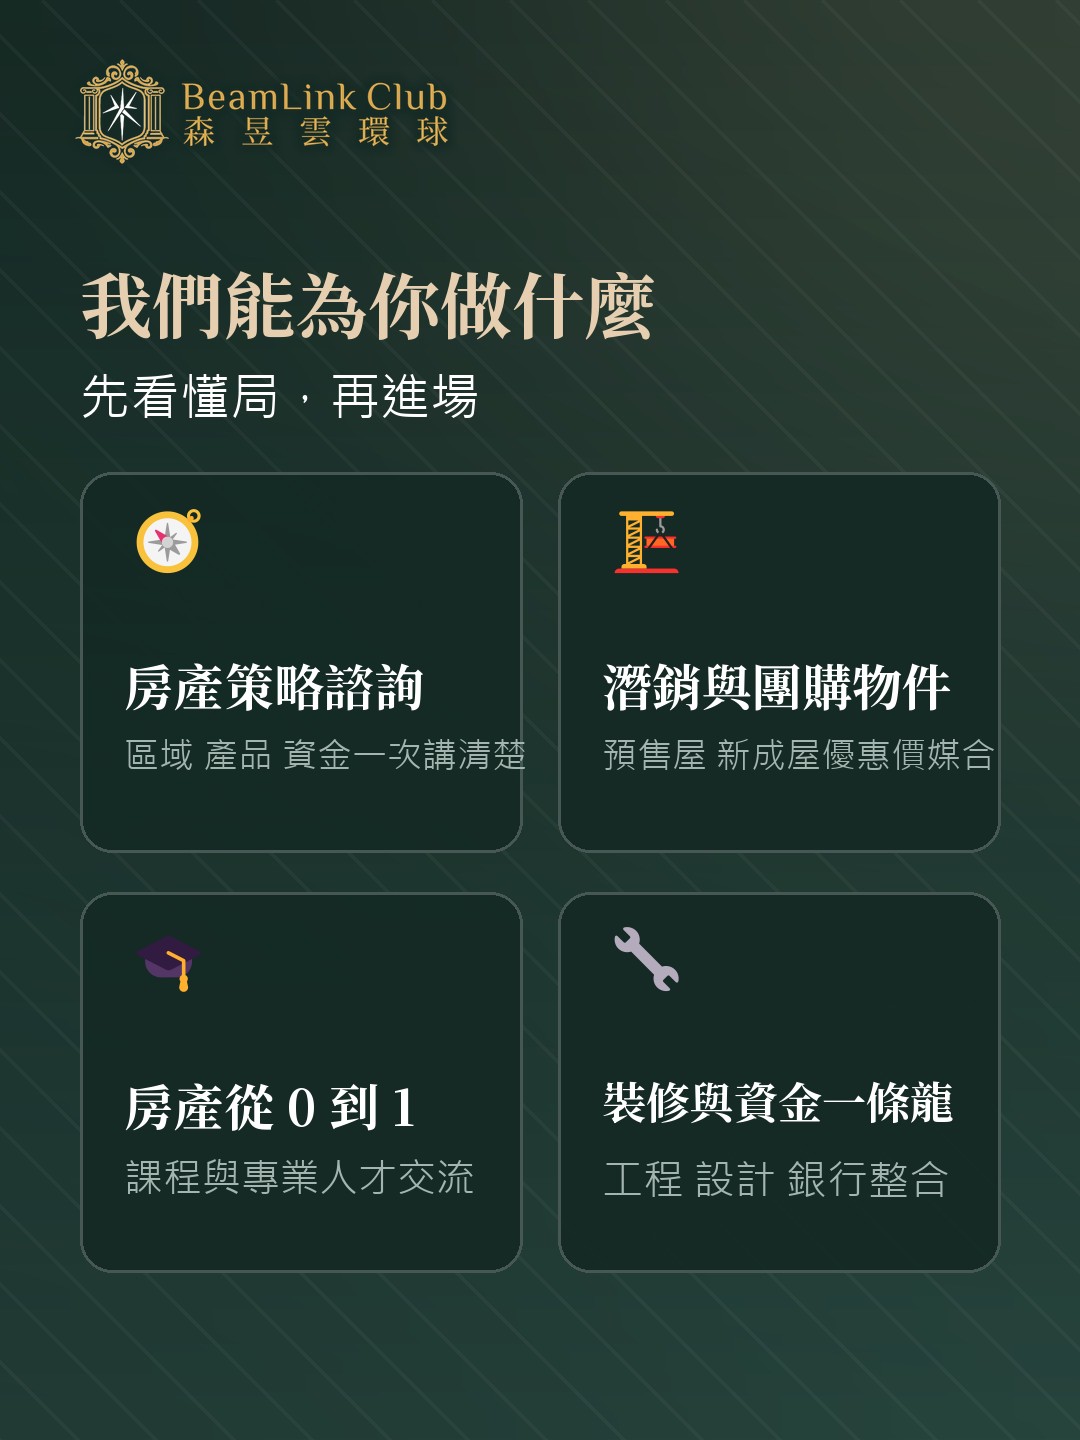 BeamLink Club
森昱雲環球
我們能為你做什麼
先看懂局，再進場
房產策略諮詢
區域 產品 資金一次講清楚
潛銷與團購物件
預售屋 新成屋優惠價媒合
房產從 0 到 1
課程與專業人才交流
裝修與資金一條龍
工程 設計 銀行整合